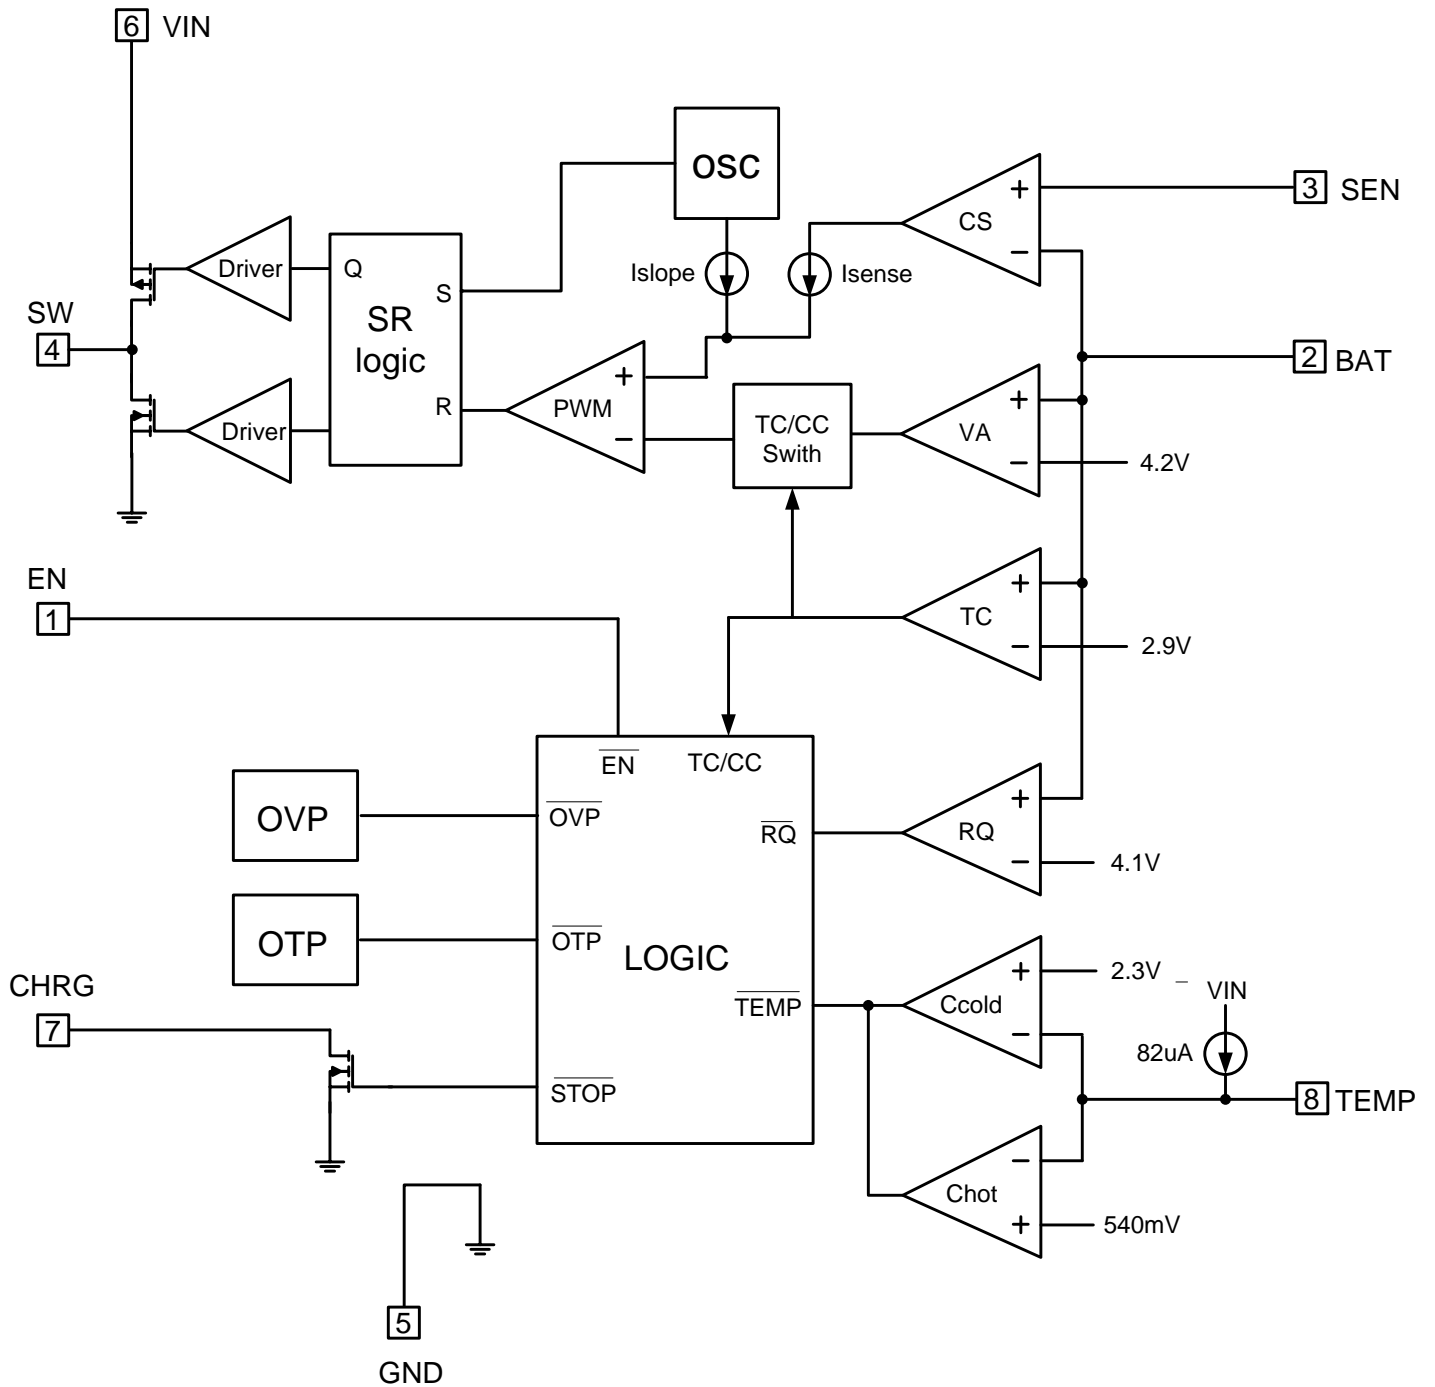 6 VIN
OSC
3 SEN
+
CS
−
Driver
Q
Islope
Isense
S
SR
logic
SW
4
2 BAT
+
PWM
−
R
Driver
TC/CC
Swith
+
VA
−
4.2V
EN
1
+
TC
−
2.9V
EN
TC/CC
OVP
OVP
RQ
+
RQ
−
4.1V
OTP
OTP
LOGIC
TEMP
+
Ccold
−
2.3V _
VIN
82uA
CHRG
7
STOP
8 TEMP
−
Chot
+
540mV
5
GND